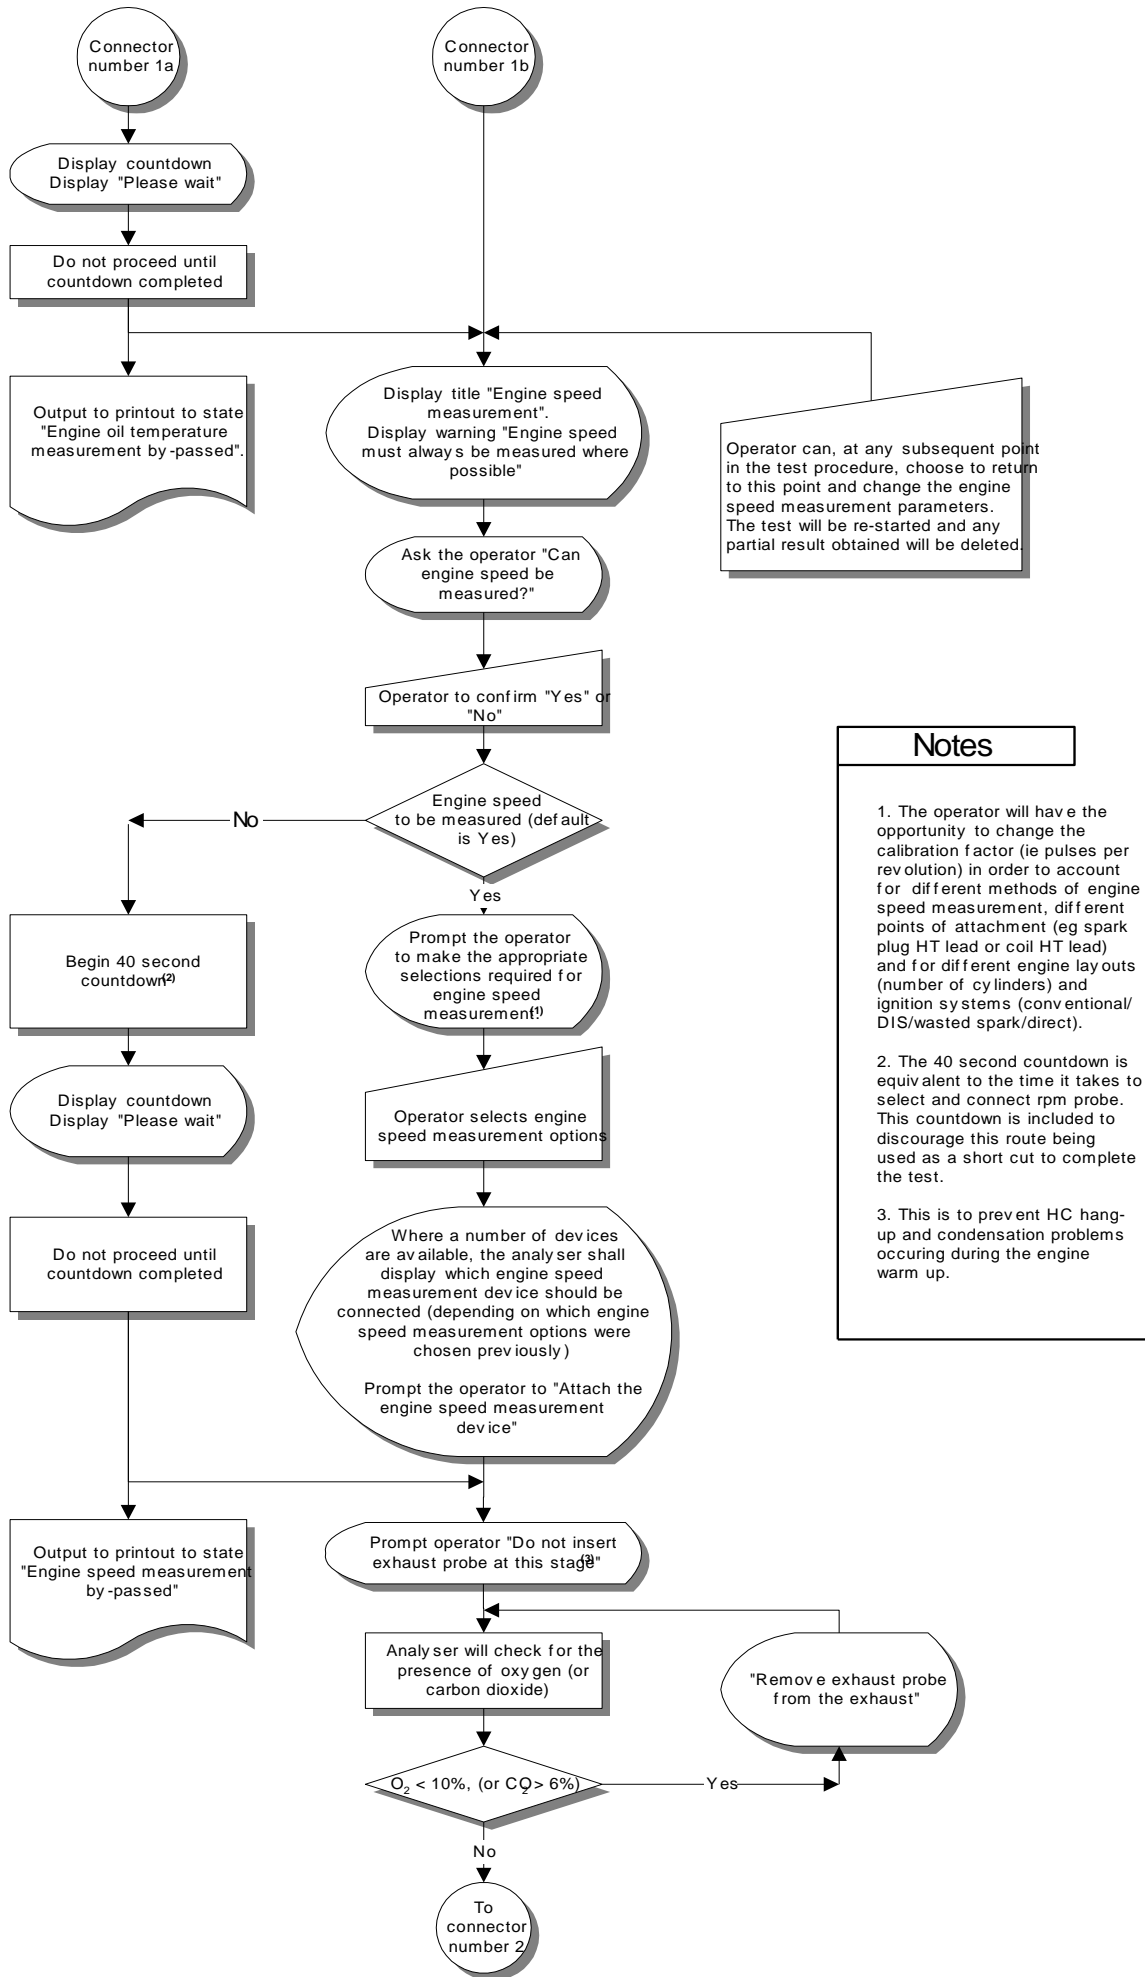 Connector
number 1a
Connector
number 1b
Display countdown
Display "Please wait"
Do not proceed until
countdown completed
Output to printout to state
"Engine oil temperature
measurement by-passed".
Display title "Engine speed
measurement".
Display warning "Engine speed
must always be measured where
possible"
Operator can, at any subsequent point
in the test procedure, choose to return
to this point and change the engine
speed measurement parameters.
The test will be re-started and any
partial result obtained will be deleted.
Ask the operator "Can
engine speed be
measured?"
Operator to confirm "Yes" or
"No"
Engine speed
to be measured (default
is Yes)
No
Yes
Begin 40 second
countdown(2)
Display countdown
Display "Please wait"
Do not proceed until
countdown completed
Output to printout to state
"Engine speed measurement
by-passed"
Prompt the operator
to make the appropriate
selections required for
engine speed
measurement.(1)
Operator selects engine
speed measurement options
Where a number of devices
are available, the analyser shall
display which engine speed
measurement device should be
connected (depending on which engine
speed measurement options were
chosen previously)
Prompt the operator to "Attach the
engine speed measurement
device"
Prompt operator "Do not insert
exhaust probe at this stage"(3)
Analyser will check for the
presence of oxygen (or
carbon dioxide)
"Remove exhaust probe
from the exhaust"
O2 < 10%, (or CO2 > 6%)
Yes
No
To
connector
number 2
Notes
1. The operator will have the
opportunity to change the
calibration factor (ie pulses per
revolution) in order to account
for different methods of engine
speed measurement, different
points of attachment (eg spark
plug HT lead or coil HT lead)
and for different engine layouts
(number of cylinders) and
ignition systems (conventional/
DIS/wasted spark/direct).
2. The 40 second countdown is
equivalent to the time it takes to
select and connect rpm probe.
This countdown is included to
discourage this route being
used as a short cut to complete
the test.
3. This is to prevent HC hang-
up and condensation problems
occuring during the engine
warm up.